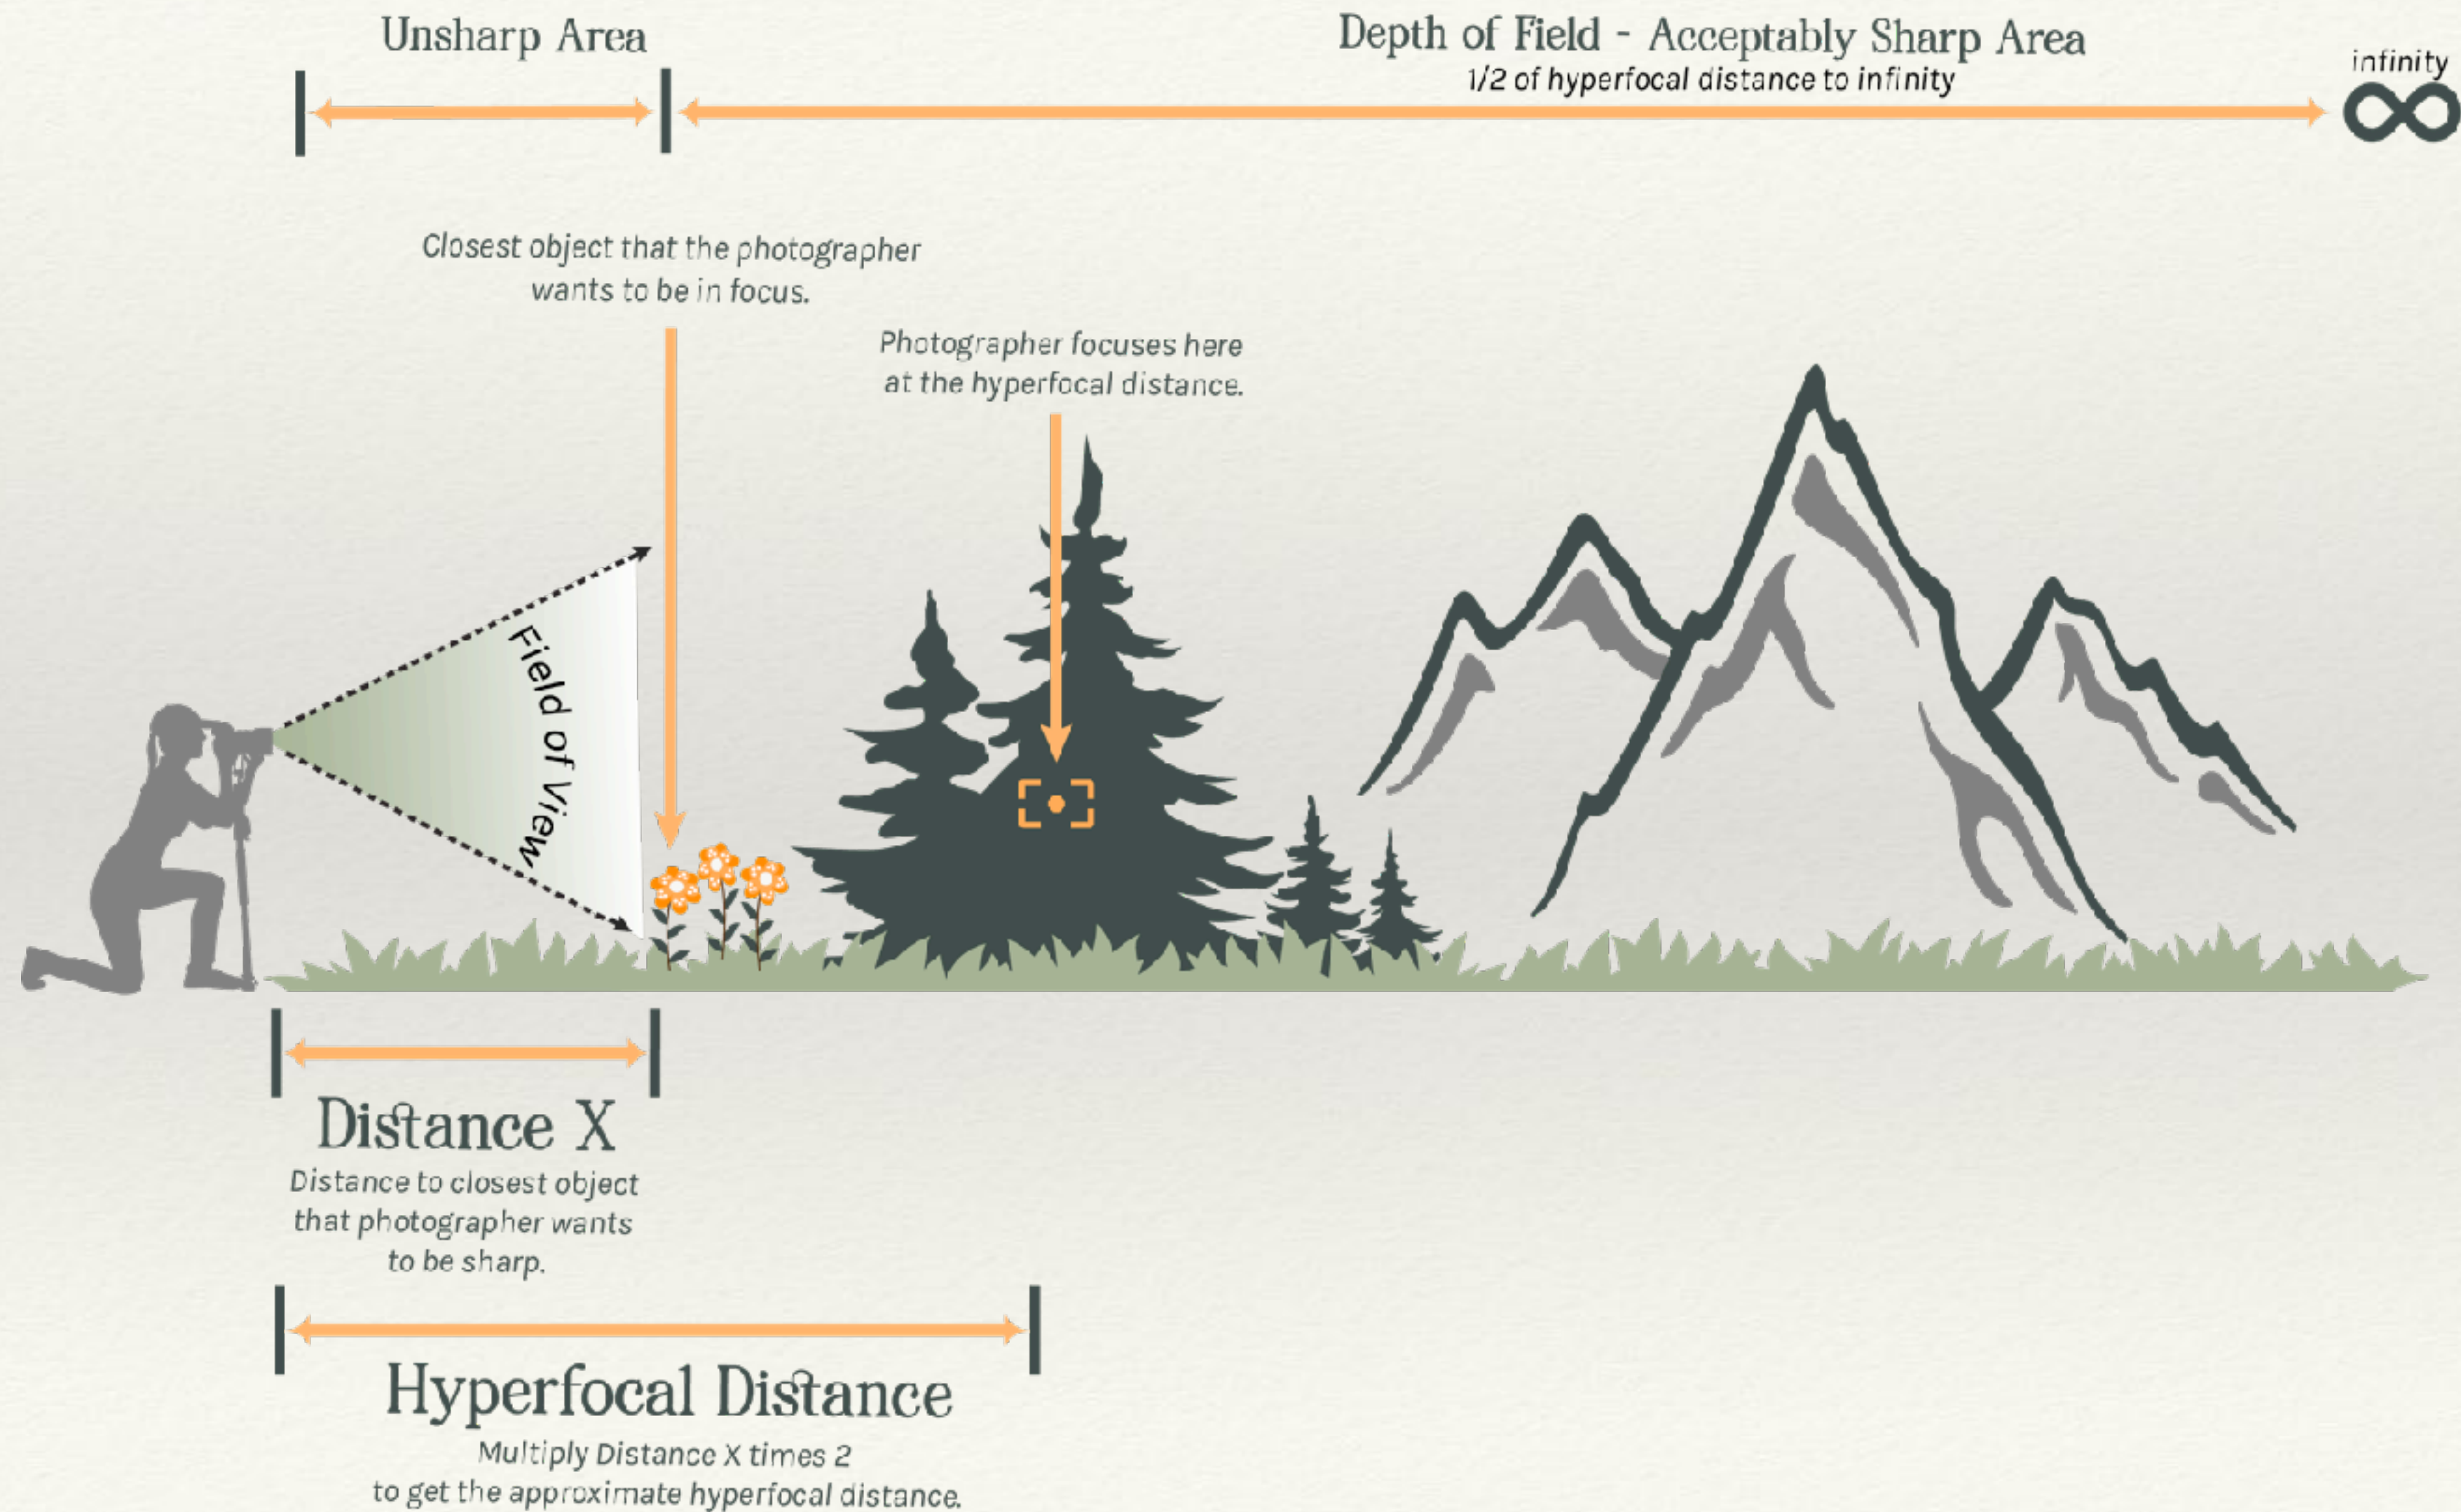 Unsharp Area
Depth of Field - Acceptably Sharp Area
1/2 of hyperfocal distance to infinity
infinity
Closest object that the photographer
wants to be in focus.
Photographer focuses here
at the hyperfocal distance.
Field of View
Distance X
Distance to closest object
that photographer wants
to be sharp.
Hyperfocal Distance
Multiply Distance X times 2
to get the approximate hyperfocal distance.